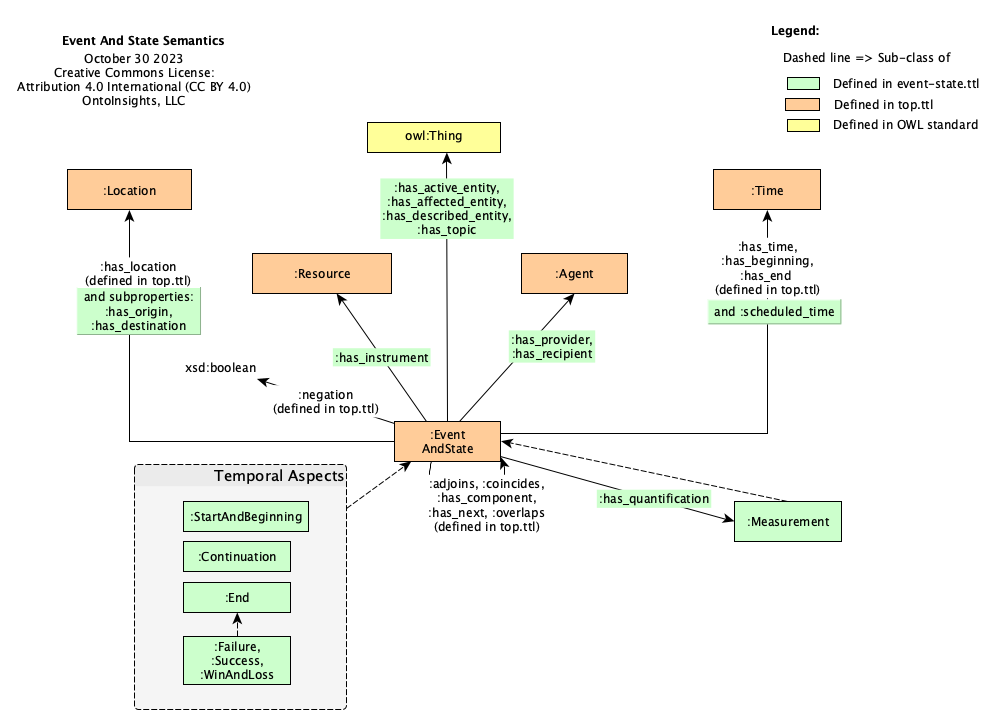 Event And State Semantics
October 30 2023
Creative Commons License:
Attribution 4.0 International (CC BY 4.0)
OntoInsights, LLC
Legend:
Dashed line => Sub-class of
Defined in event-state.ttl
Defined in top.ttl
Defined in OWL standard
owl:Thing
:Location
:Time
:has_active_entity,
:has_affected_entity,
:has_described_entity,
:has_topic
:has_location
(defined in top.ttl)
and subproperties:
:has_origin,
:has_destination
:Resource
:Agent
:has_time,
:has_beginning,
:has_end
(defined in top.ttl)
and :scheduled_time
:has_instrument
:has_provider,
:has_recipient
xsd:boolean
:negation
(defined in top.ttl)
:Event
AndState
Temporal Aspects
:StartAndBeginning
:Continuation
:End
:Failure,
:Success,
:WinAndLoss
:adjoins, :coincides,
:has_component,
:has_next, :overlaps
(defined in top.ttl)
:has_quantification
:Measurement